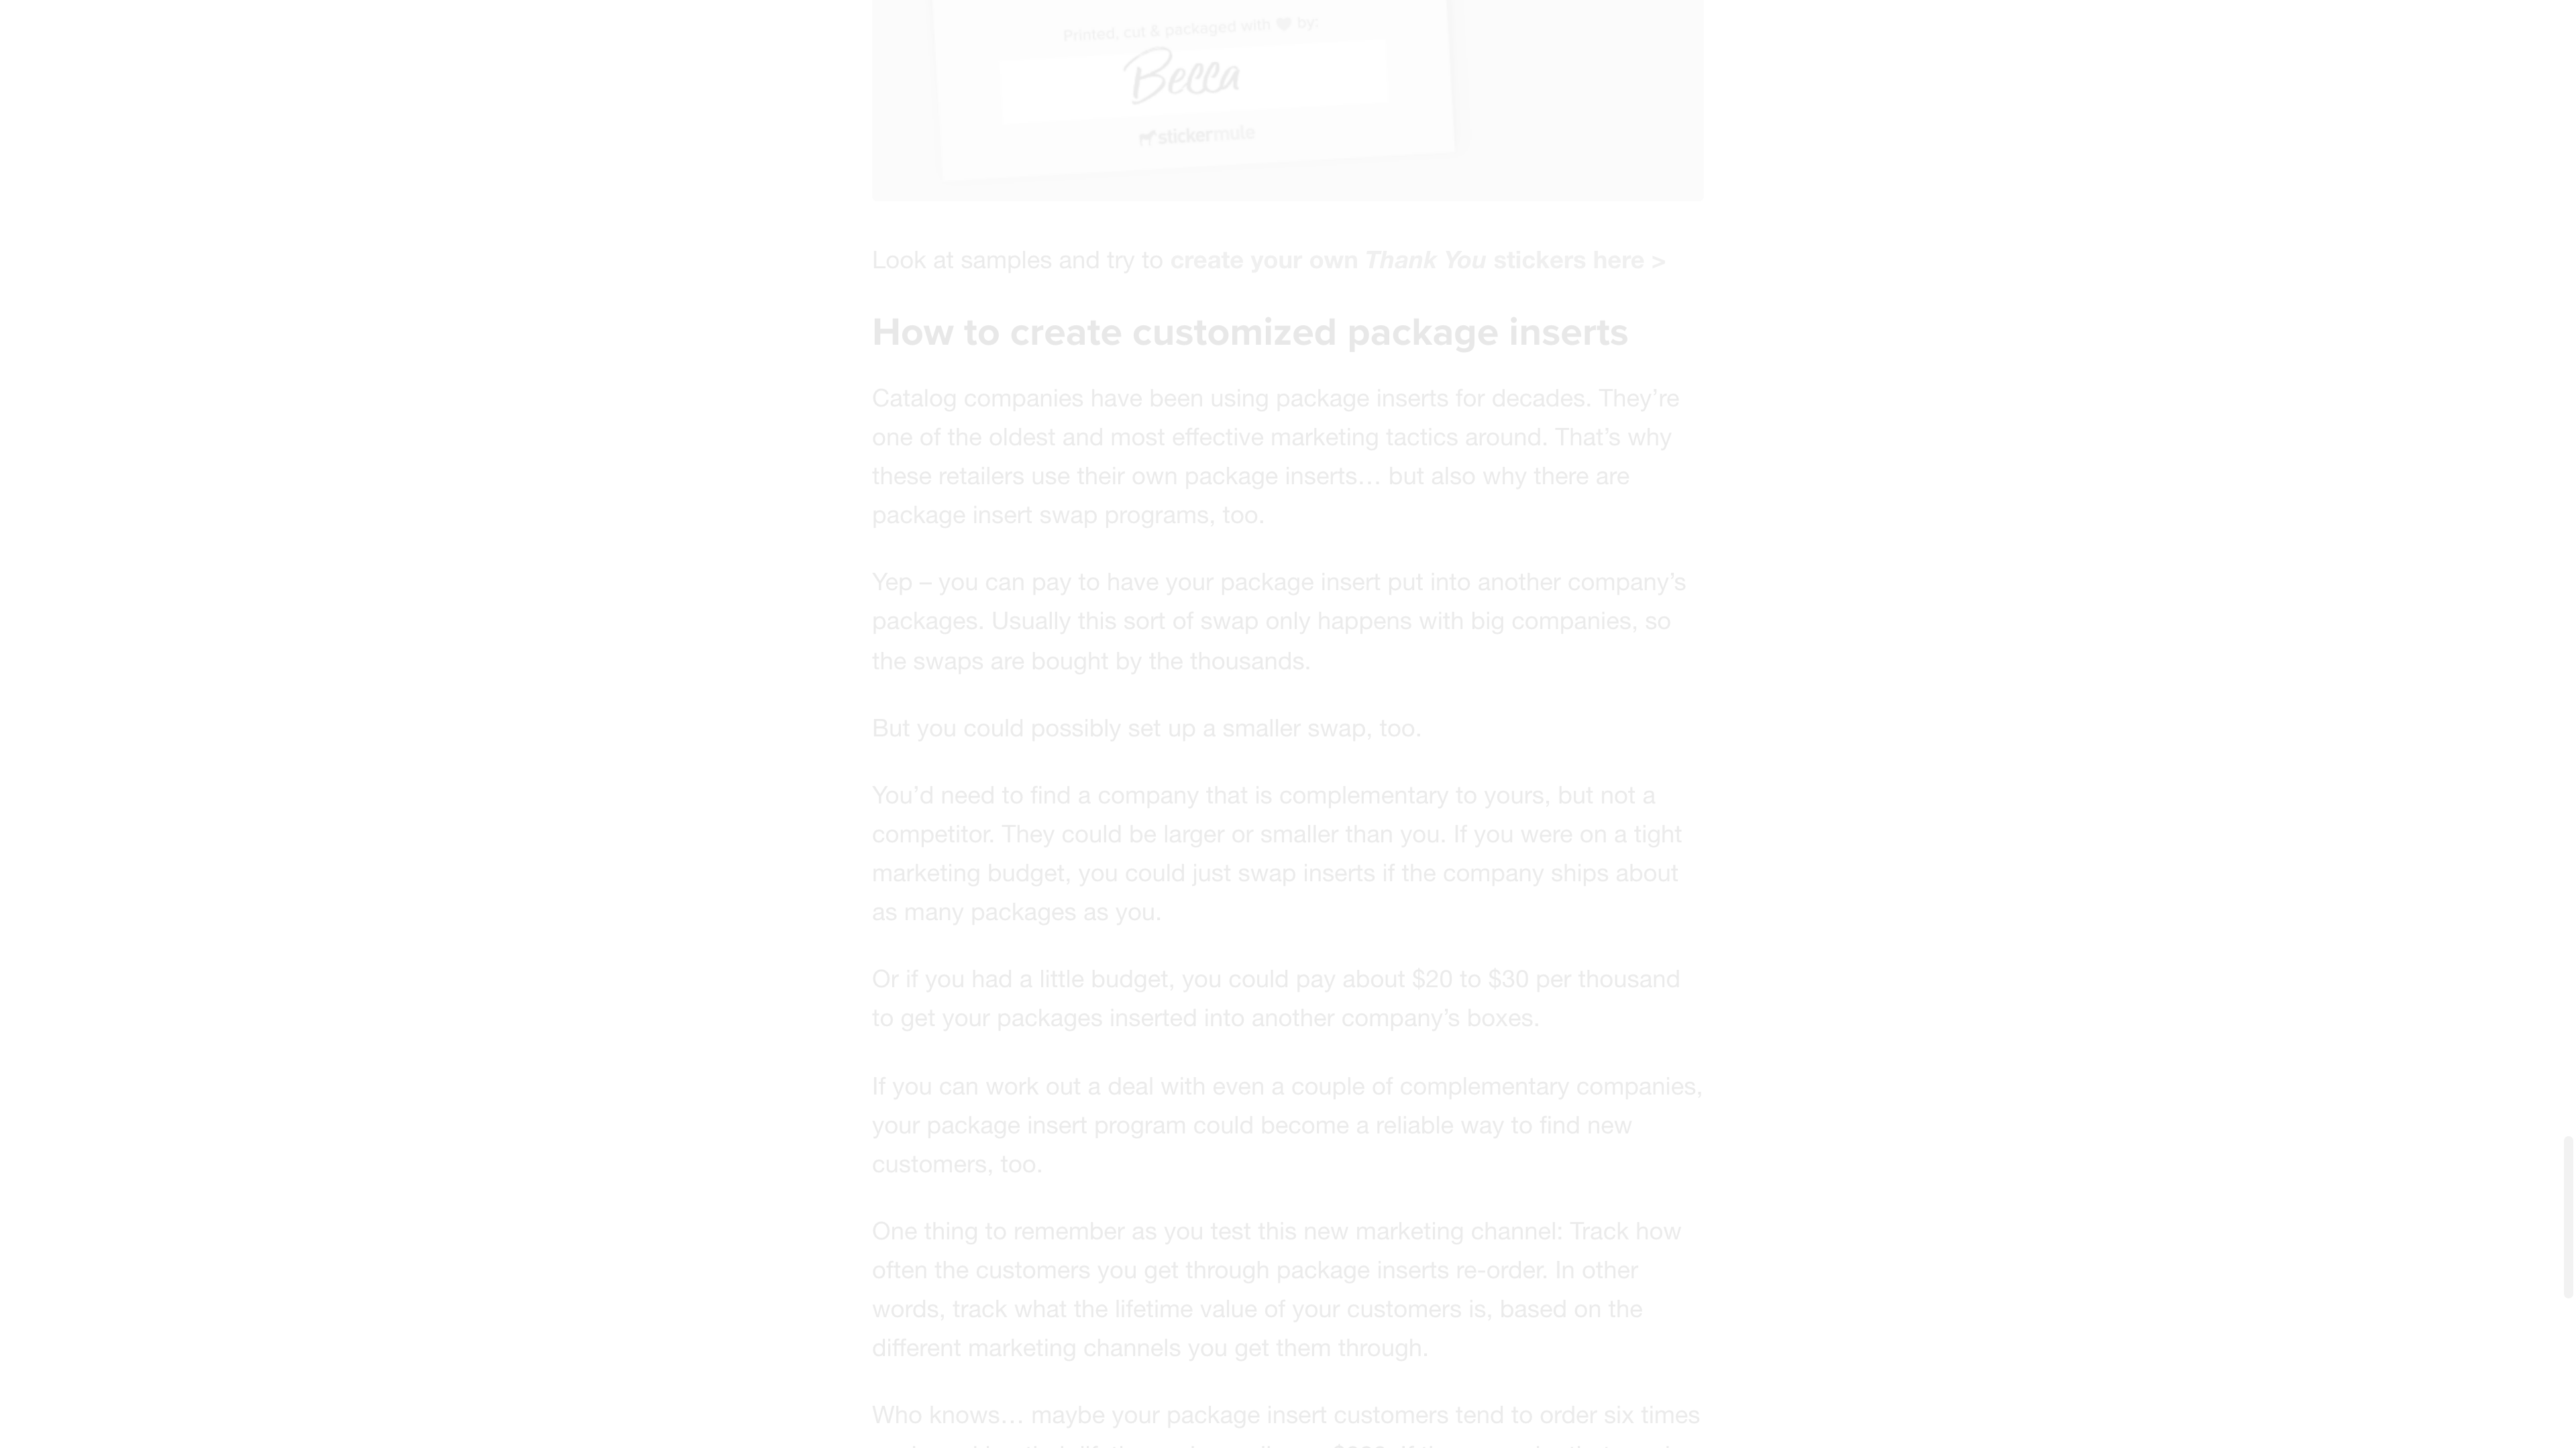 Printed, cut & packaged with ♥ by:
Becca
stickermule
Look at samples and try to create your own Thank You stickers here >
How to create customized package inserts
Catalog companies have been using package inserts for decades. They’re
one of the oldest and most effective marketing tactics around. That’s why
these retailers use their own package inserts… but also why there are
package insert swap programs, too.
Yep – you can pay to have your package insert put into another company’s
packages. Usually this sort of swap only happens with big companies, so
the swaps are bought by the thousands.
But you could possibly set up a smaller swap, too.
You’d need to find a company that is complementary to yours, but not a
competitor. They could be larger or smaller than you. If you were on a tight
marketing budget, you could just swap inserts if the company ships about
as many packages as you.
Or if you had a little budget, you could pay about $20 to $30 per thousand
to get your packages inserted into another company’s boxes.
If you can work out a deal with even a couple of complementary companies,
your package insert program could become a reliable way to find new
customers, too.
One thing to remember as you test this new marketing channel: Track how
often the customers you get through package inserts re-order. In other
words, track what the lifetime value of your customers is, based on the
different marketing channels you get them through.
Who knows… maybe your package insert customers tend to order six times